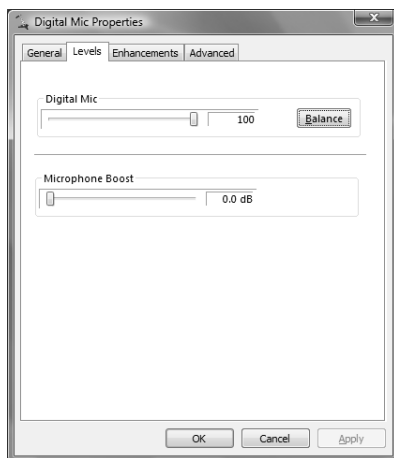 Digital Mic Properties
General Levels Enhancements Advanced
Digital Mic
100 Balance
Microphone Boost
0.0 dB
OK Cancel Apply